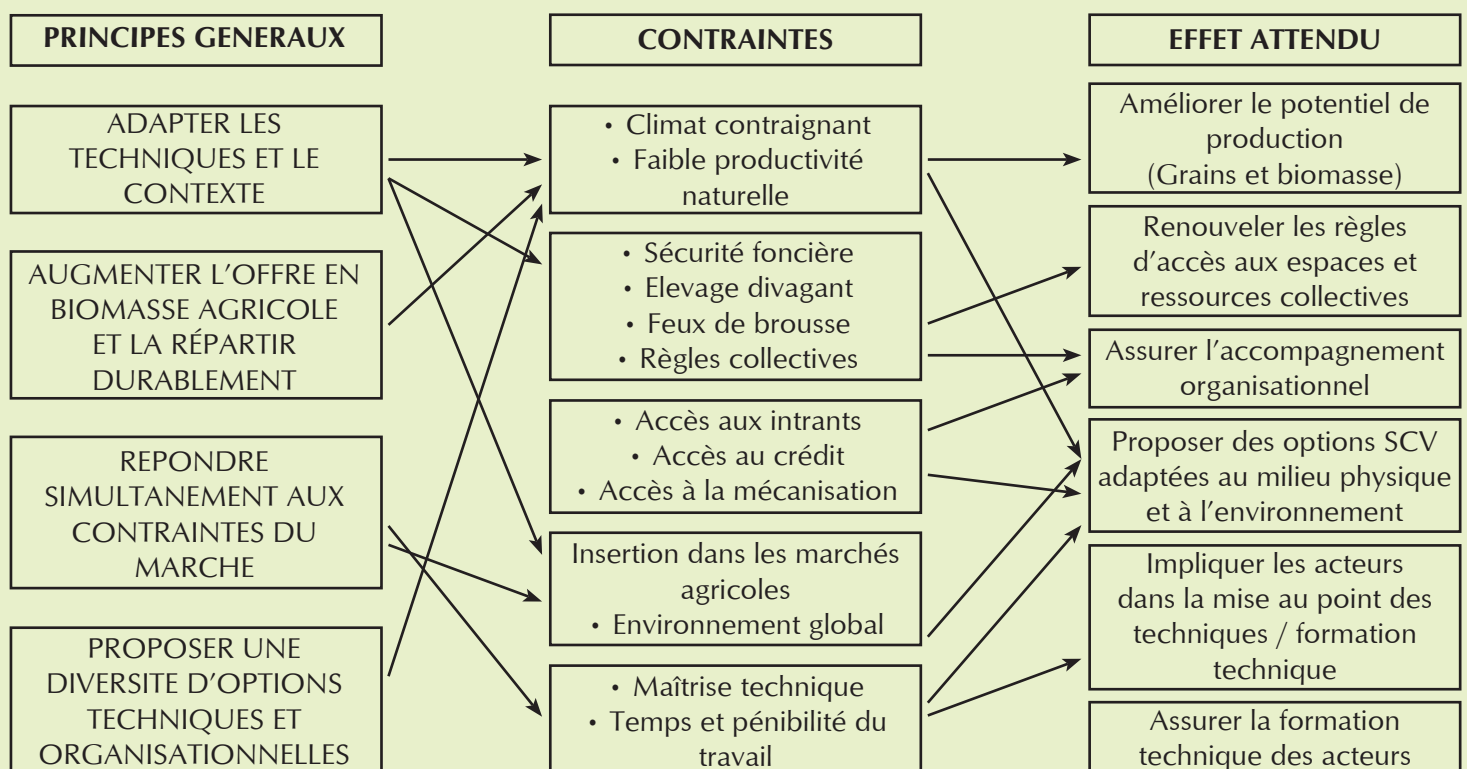 PRINCIPES GENERAUX
ADAPTER LES
TECHNIQUES ET LE
CONTEXTE
AUGMENTER L'OFFRE EN
BIOMASSE AGRICOLE
ET LA RÉPARTIR
DURABLEMENT
REPONDRE
SIMULTANEMENT AUX
CONTRAINTES DU
MARCHE
PROPOSER UNE
DIVERSITE D'OPTIONS
TECHNIQUES ET
ORGANISATIONNELLES
CONTRAINTES
• Climat contraignant
• Faible productivité
naturelle
• Sécurité foncière
• Elevage divagant
• Feux de brousse
• Règles collectives
• Accès aux intrants
• Accès au crédit
• Accès à la mécanisation
Insertion dans les marchés
agricoles
• Environnement global
• Maîtrise technique
• Temps et pénibilité du
travail
EFFET ATTENDU
Améliorer le potentiel de
production
(Grains et biomasse)
Renouveler les règles
d'accès aux espaces et
ressources collectives
Assurer l'accompagnement
organisationnel
Proposer des options SCV
adaptées au milieu physique
et à l'environnement
Impliquer les acteurs
dans la mise au point des
techniques / formation
technique
Assurer la formation
technique des acteurs